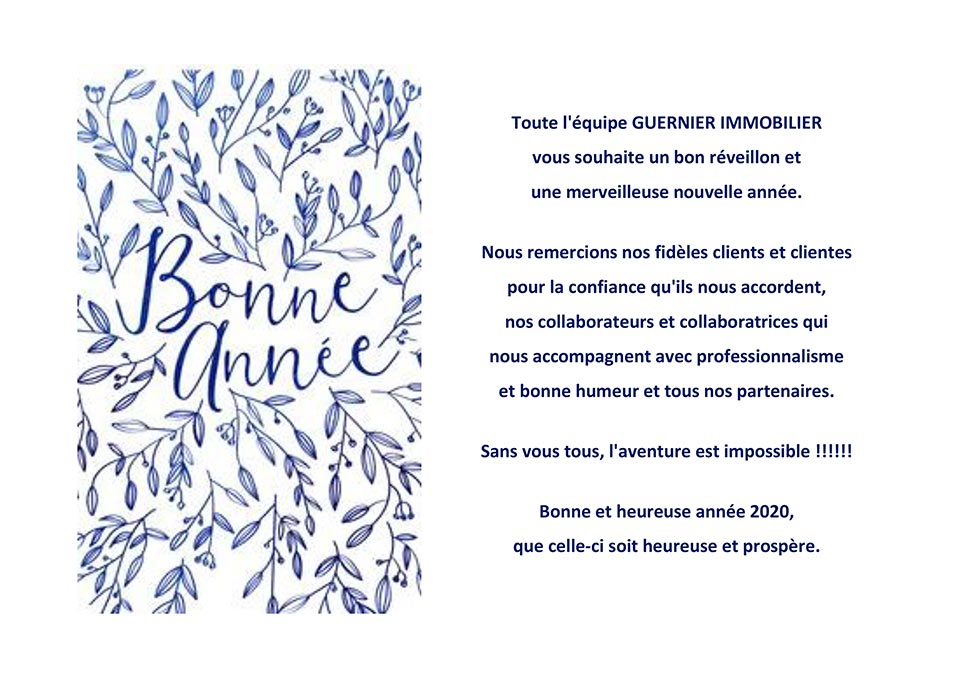 Bonne
Année
Toute l'équipe GUERNIER IMMOBILIER
vous souhaite un bon réveillon et
une merveilleuse nouvelle année.
Nous remercions nos fidèles clients et clientes
pour la confiance qu'ils nous accordent,
nos collaborateurs et collaboratrices qui
nous accompagnent avec professionnalisme
et bonne humeur et tous nos partenaires.
Sans vous tous, l'aventure est impossible !!!!!!
Bonne et heureuse année 2020,
que celle-ci soit heureuse et prospère.